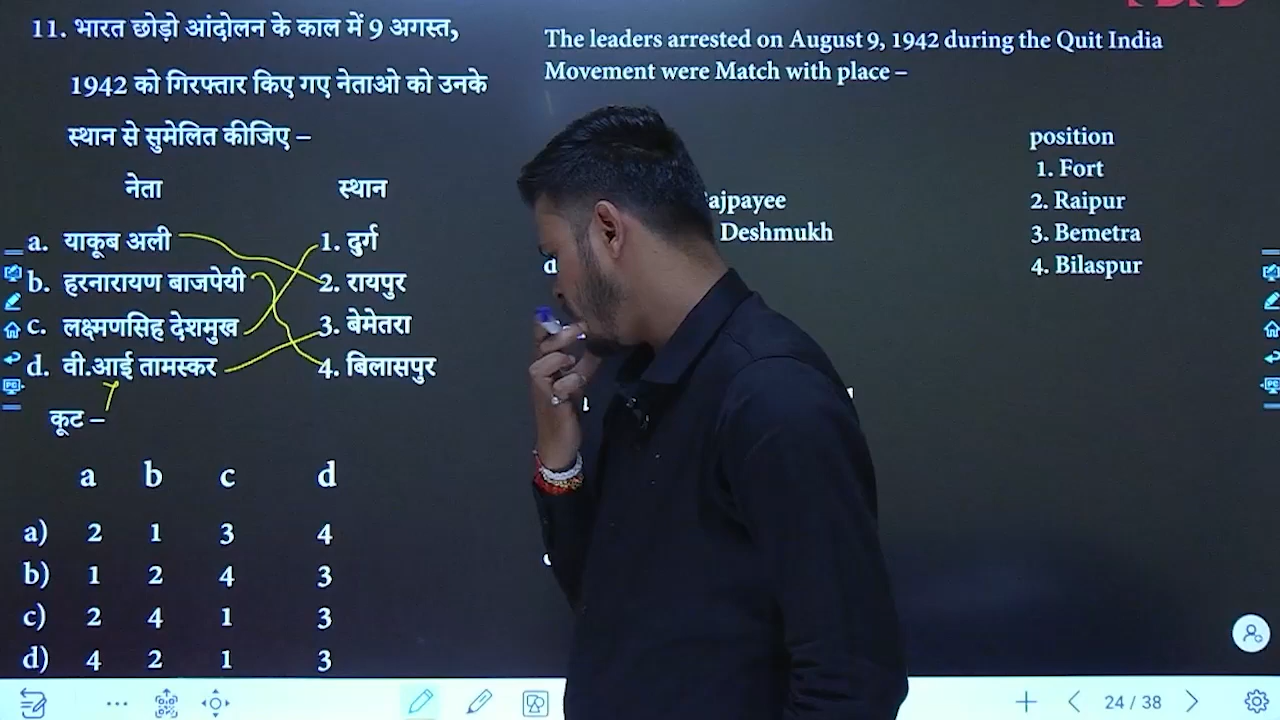 11. भारत छोड़ो आंदोलन के काल में 9 अगस्त,
1942 को गिरफ्तार किए गए नेताओ को उनके
स्थान से सुमेलित कीजिए –
नेता स्थान
a. याकूब अली 1. दुर्ग
b. हरनारायण बाजपेयी 2. रायपुर
c. लक्ष्मणसिह देशमुख 3. बेमेतरा
d. वी.आई तामस्कर 4. बिलासपुर
कूट –
a b c d
a) 2 1 3 4
b) 1 2 4 3
c) 2 4 1 3
d) 4 2 1 3
The leaders arrested on August 9, 1942 during the Quit India
Movement were Match with place –
position
1. Fort
2. Raipur
Deshmukh 3. Bemetra
d 4. Bilaspur
24 / 38